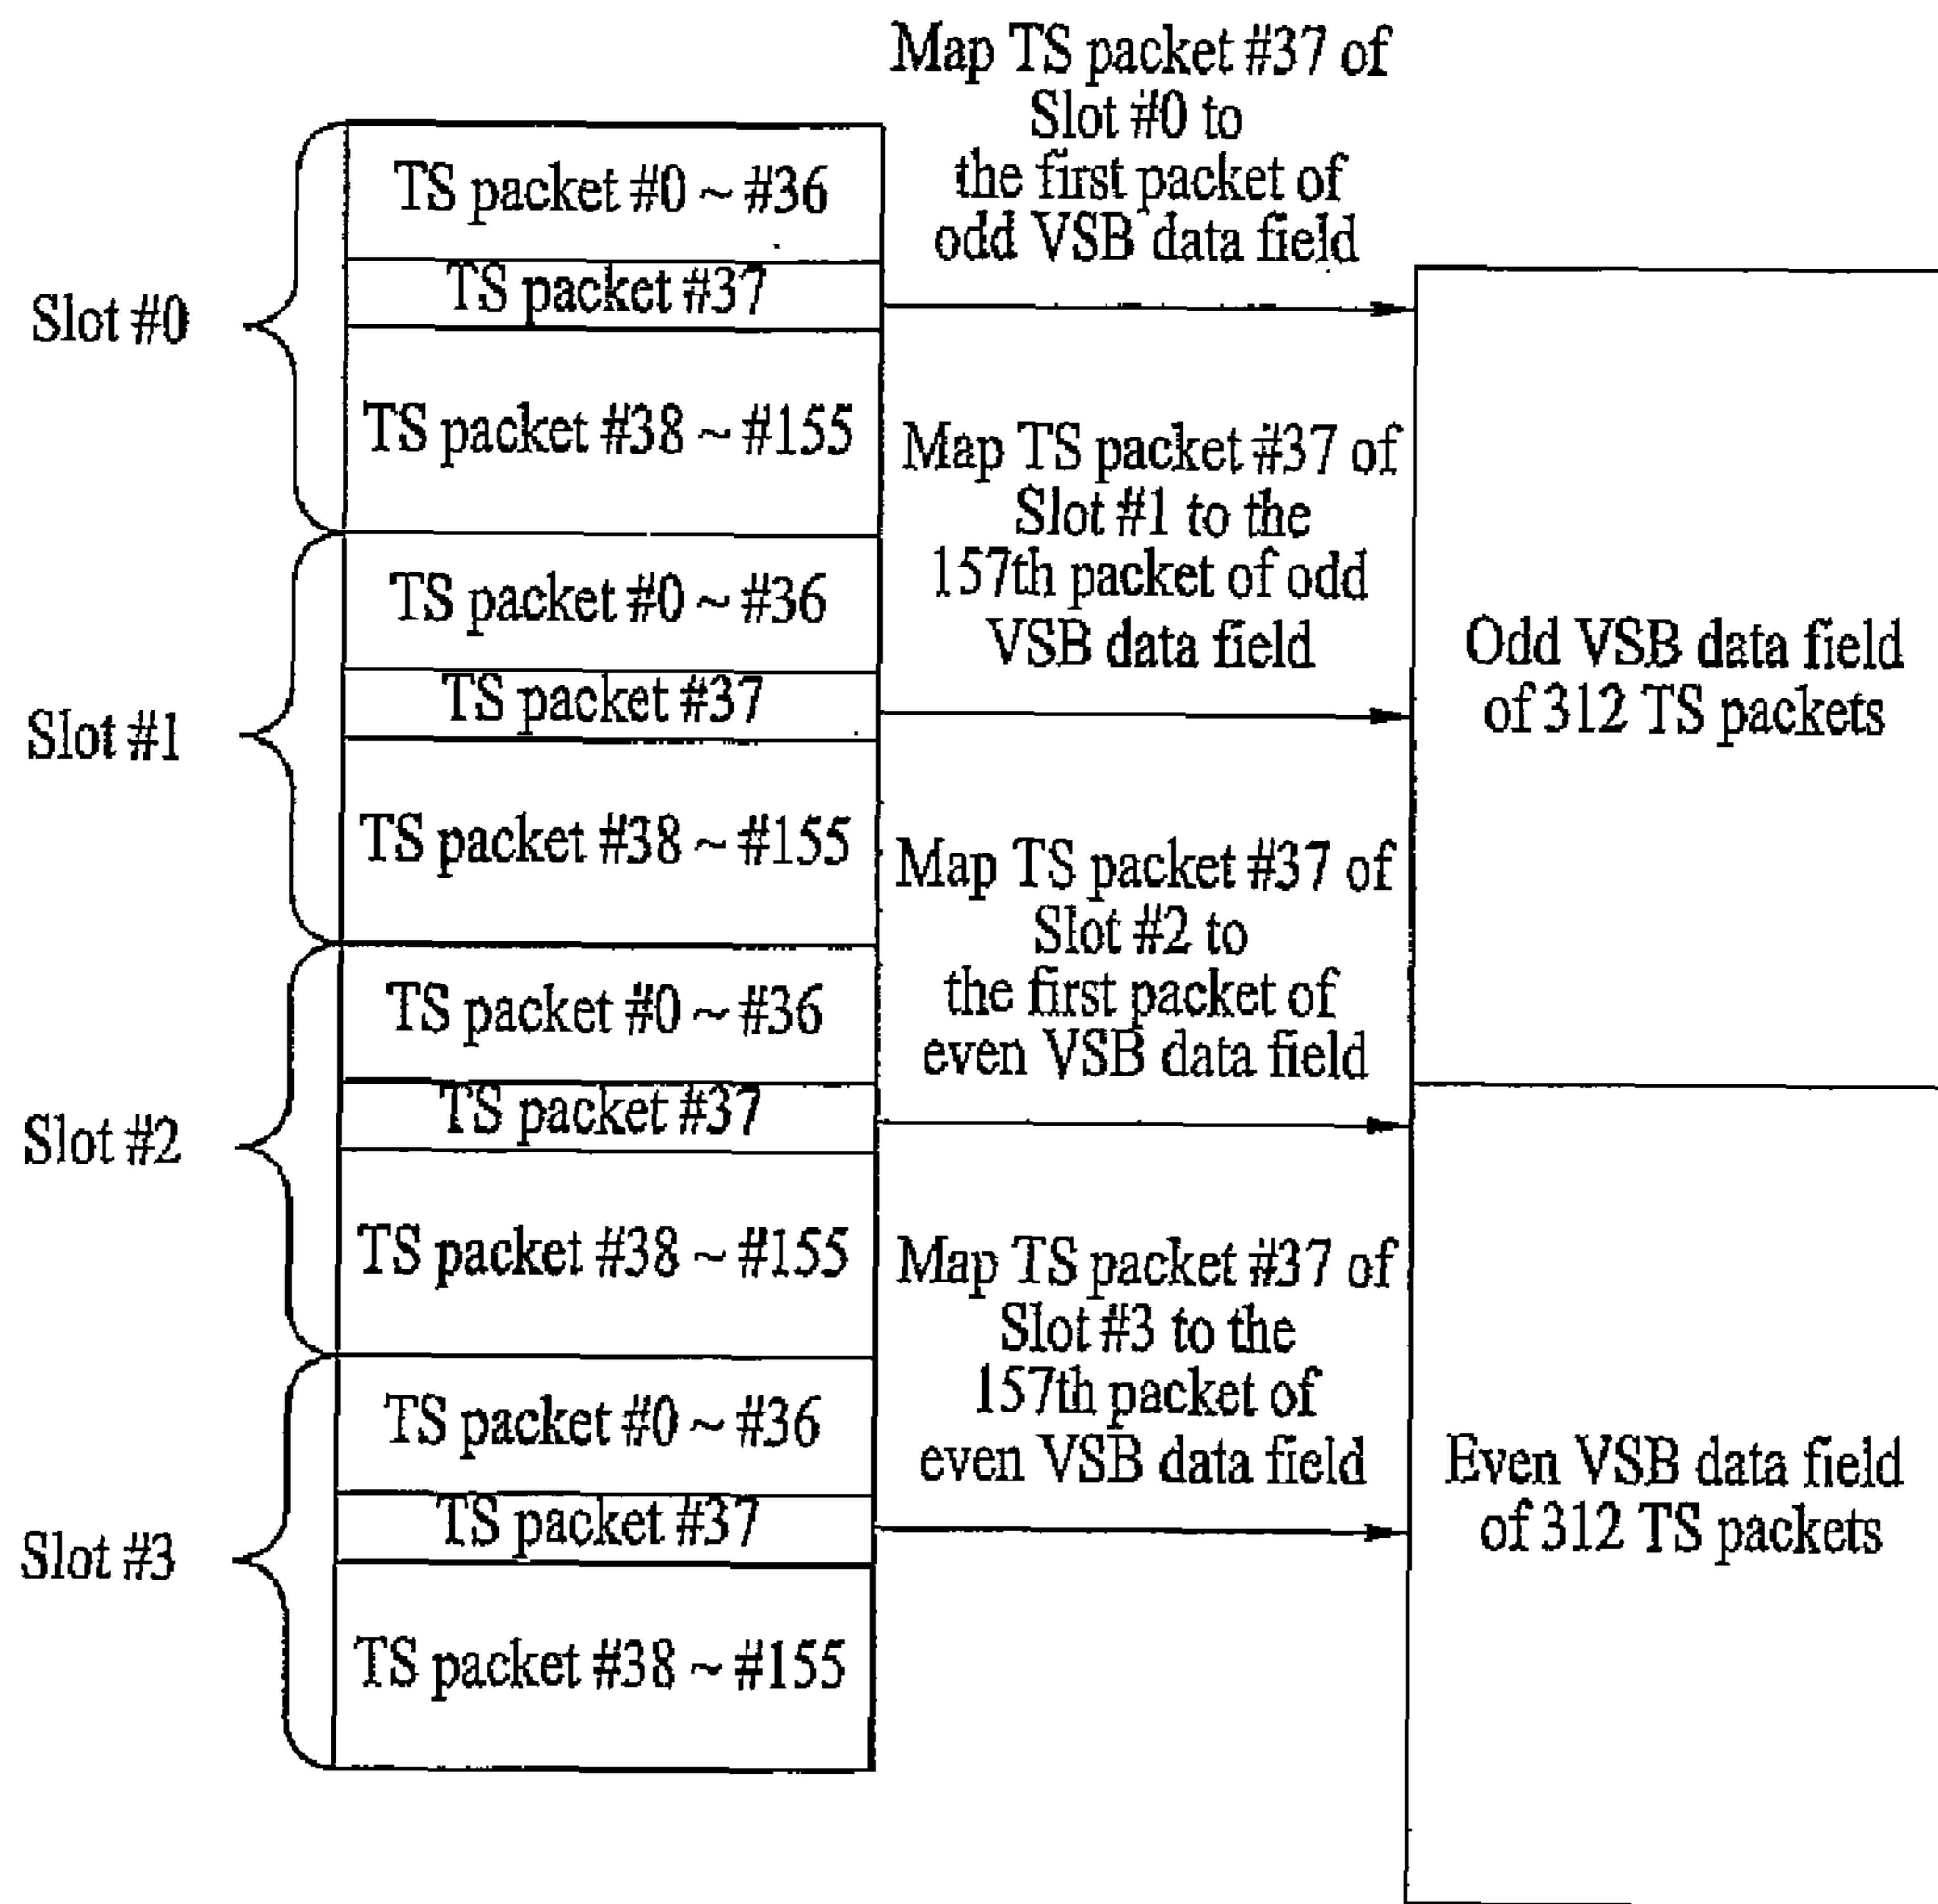 Map TS packet #37 of
Slot #0 to
the first packet of
odd VSB data field
Slot #0
TS packet #0 ~ #36
TS packet #37
TS packet #38 ~ #155
Map TS packet #37 of
Slot #1 to the
157th packet of odd
VSB data field
Slot #1
TS packet #0 ~ #36
TS packet #37
TS packet #38 ~ #155
Odd VSB data field
of 312 TS packets
Map TS packet #37 of
Slot #2 to
the first packet of
even VSB data field
Slot #2
TS packet #0 ~ #36
TS packet #37
TS packet #38 ~ #155
Map TS packet #37 of
Slot #3 to the
157th packet of
even VSB data field
Slot #3
TS packet #0 ~ #36
TS packet #37
TS packet #38 ~ #155
Even VSB data field
of 312 TS packets